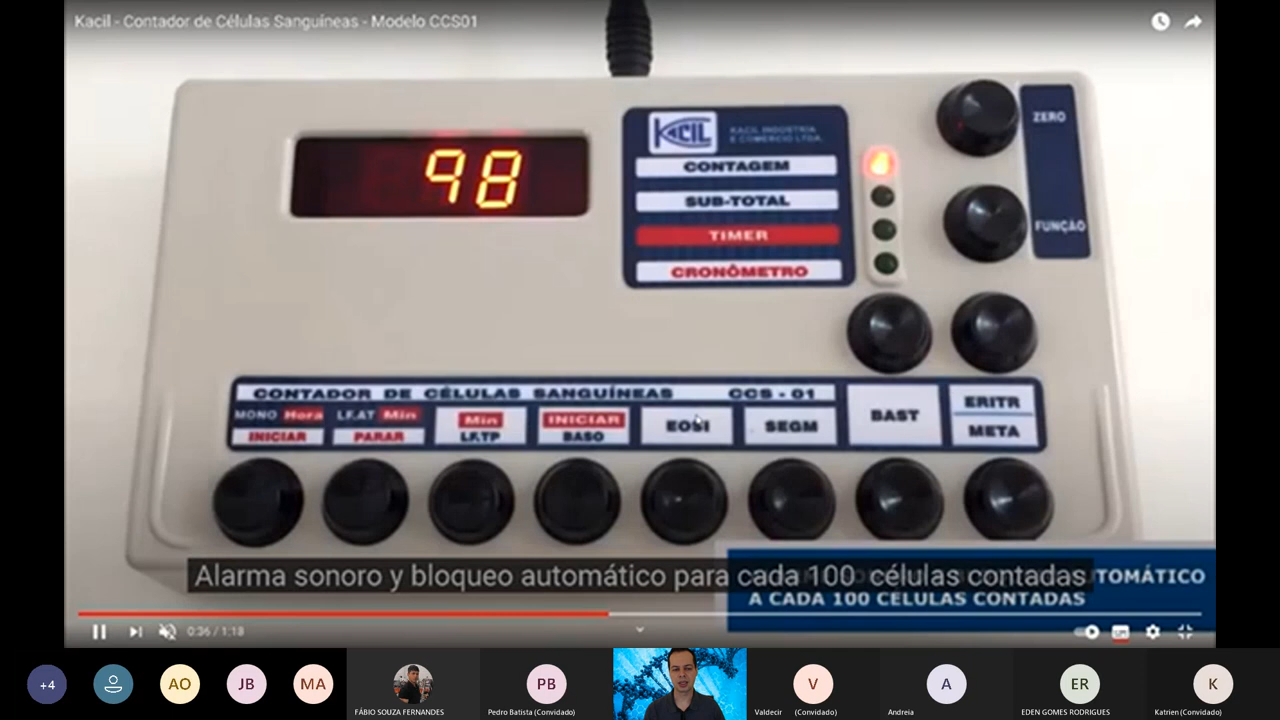 Kacil - Contador de Células Sanguíneas - Modelo CCS01
98
KACIL
KACIL INDUSTRIA
E COMERCIO LTDA.
CONTAGEM
SUB-TOTAL
TIMER
CRONÔMETRO
ZERO
FUNÇÃO
CONTADOR DE CÉLULAS SANGUÍNEAS CCS - 01
MONO Hora
INICIAR
LF.AT Min
PARAR
Min
LF.TP
INICIAR
BASO
EOSI
SEGM
BAST
ERITR
META
Alarma sonoro y bloqueo automático para cada 100 células contadas
A CADA 100 CÉLULAS CONTADAS
0:36 / 1:18
+4
AO
JB
MA
FÁBIO SOUZA FERNANDES
PB
Pedro Batista (Convidado)
V
Valdecir (Convidado)
A
Andreia
ER
EDEN GOMES RODRIGUES
K
Katrien (Convidado)